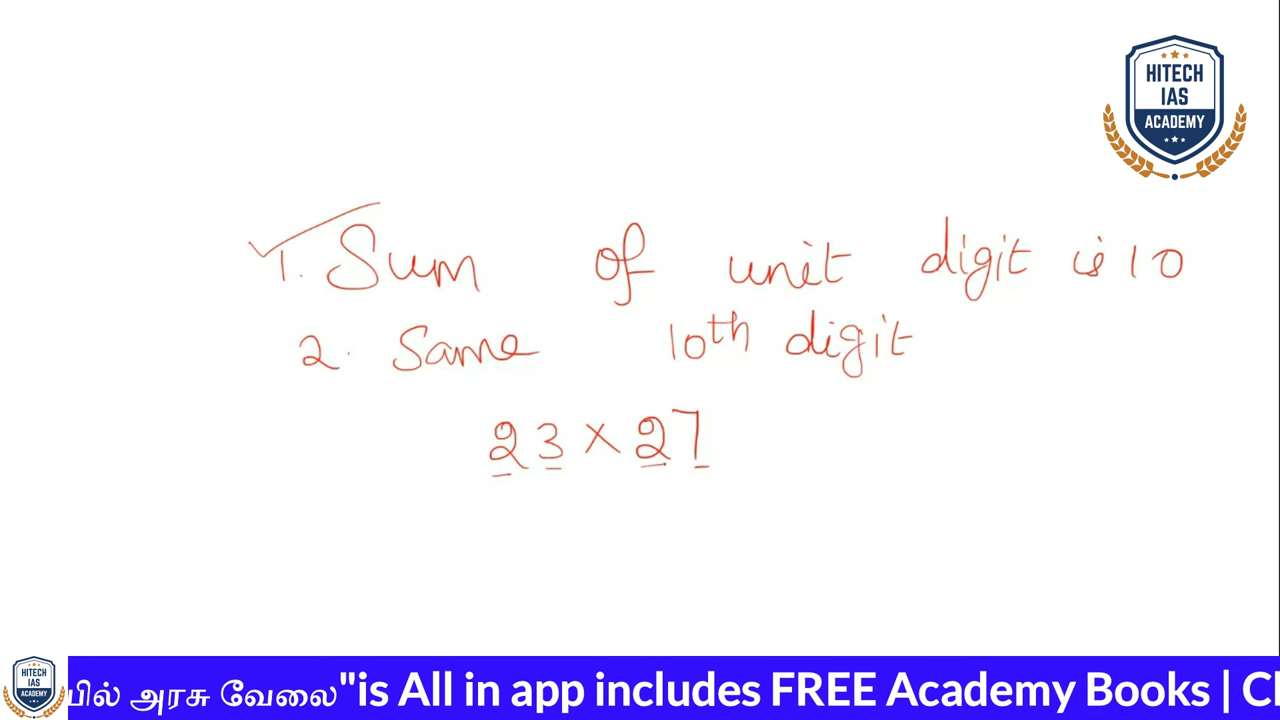 HITECH
IAS
ACADEMY
1. Sum of unit digit is 10
2. Same 10th digit
23 × 27
HITECH
IAS
ACADEMY
பில் அரசு வேலை"is All in app includes FREE Academy Books | Cl